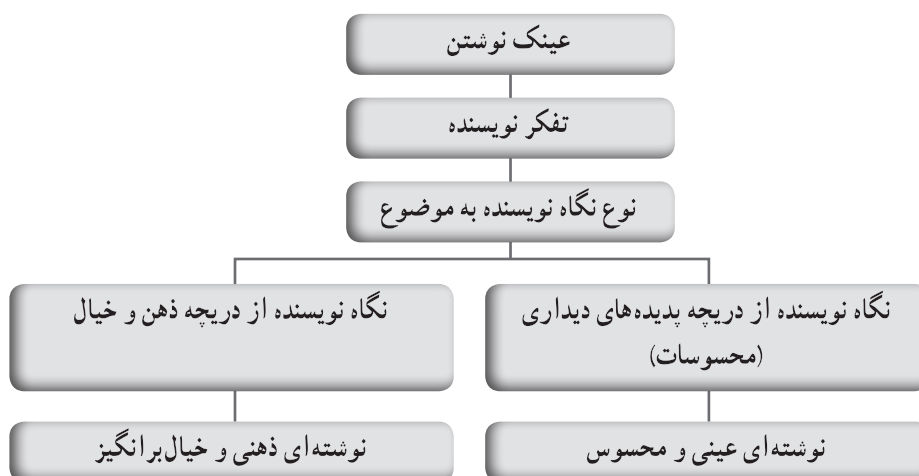 عینک نوشتن
تفکر نویسنده
نوع نگاه نویسنده به موضوع
نگاه نویسنده از دریچه پدیده‌های دیداری
(محسوسات)
نگاه نویسنده از دریچه ذهن و خیال
نوشته‌ای عینی و محسوس
نوشته‌ای ذهنی و خیال‌برانگیز